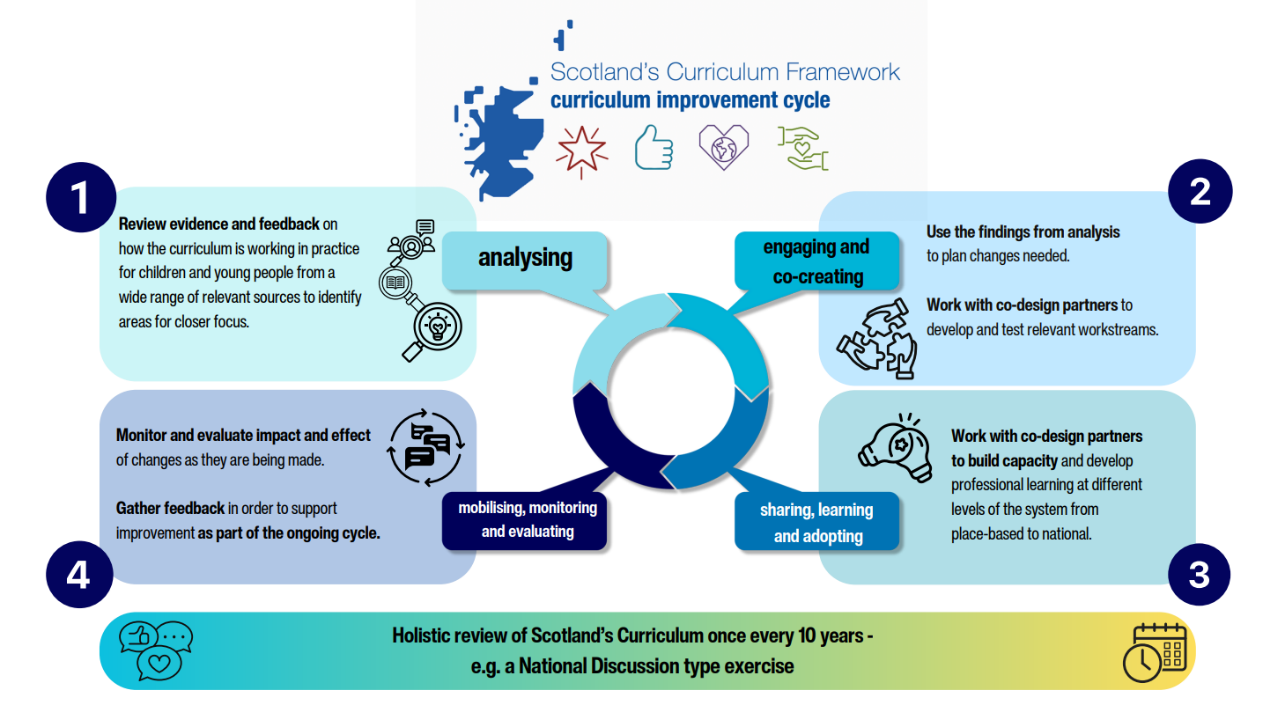 Scotland's Curriculum Framework
curriculum improvement cycle
1
Review evidence and feedback on
how the curriculum is working in practice
for children and young people from a
wide range of relevant sources to identify
areas for closer focus.
analysing
engaging and
co-creating
2
Use the findings from analysis
to plan changes needed.
Work with co-design partners to
develop and test relevant workstreams.
Monitor and evaluate impact and effect
of changes as they are being made.
Gather feedback in order to support
improvement as part of the ongoing cycle.
4
mobilising, monitoring
and evaluating
sharing, learning
and adopting
Work with co-design partners
to build capacity and develop
professional learning at different
levels of the system from
place-based to national.
3
Holistic review of Scotland's Curriculum once every 10 years -
e.g. a National Discussion type exercise